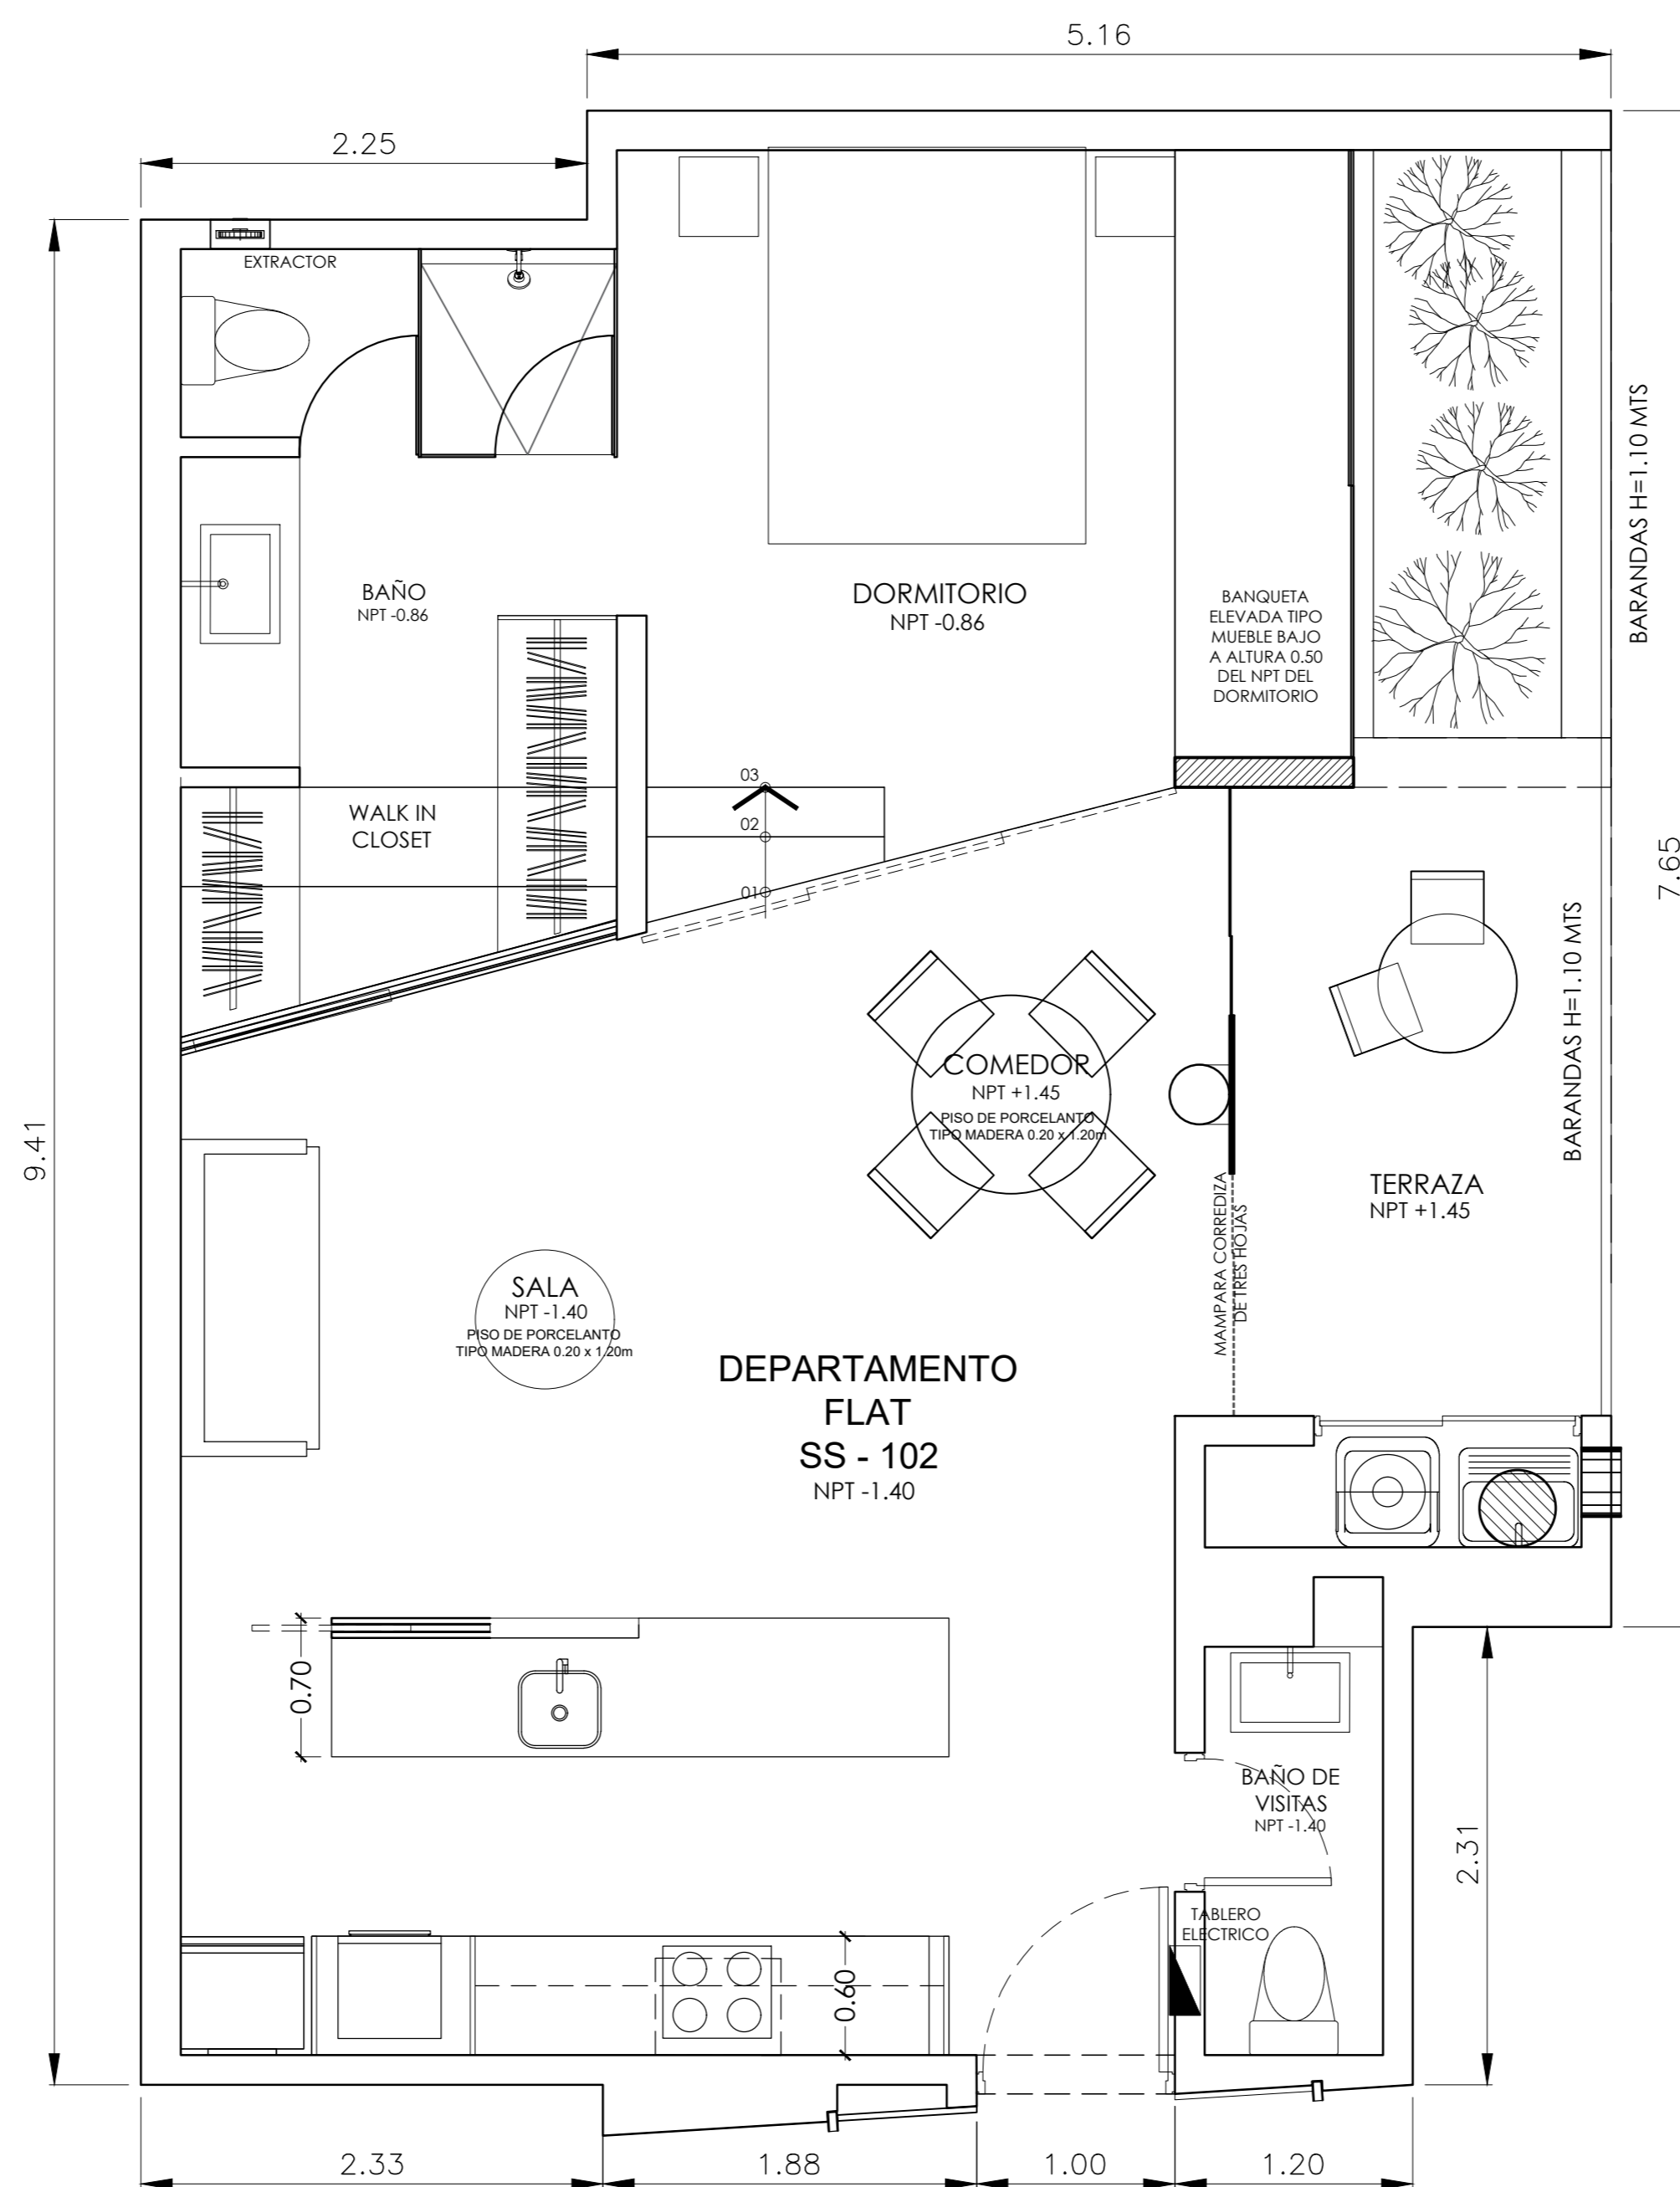 5.16
2.25
EXTRACTOR
BARANDAS H=1.10 MTS
BAÑO
NPT -0.86
DORMITORIO
NPT -0.86
BANQUETA
ELEVADA TIPO
MUEBLE BAJO
A ALTURA 0.50
DEL NPT DEL
DORMITORIO
03
02
01
WALK IN
CLOSET
7.65
9.41
COMEDOR
NPT +1.45
PISO DE PORCELANTO
TIPO MADERA 0.20 x 1.20m
BARANDAS H=1.10 MTS
TERRAZA
NPT +1.45
MAMPARA CORREDIZA
DE TRES HOJAS
SALA
NPT -1.40
PISO DE PORCELANTO
TIPO MADERA 0.20 x 1.20m
DEPARTAMENTO
FLAT
SS - 102
NPT -1.40
0.70
BAÑO DE
VISITAS
NPT -1.40
2.31
TABLERO
ELECTRICO
0.60
2.33
1.88
1.00
1.20